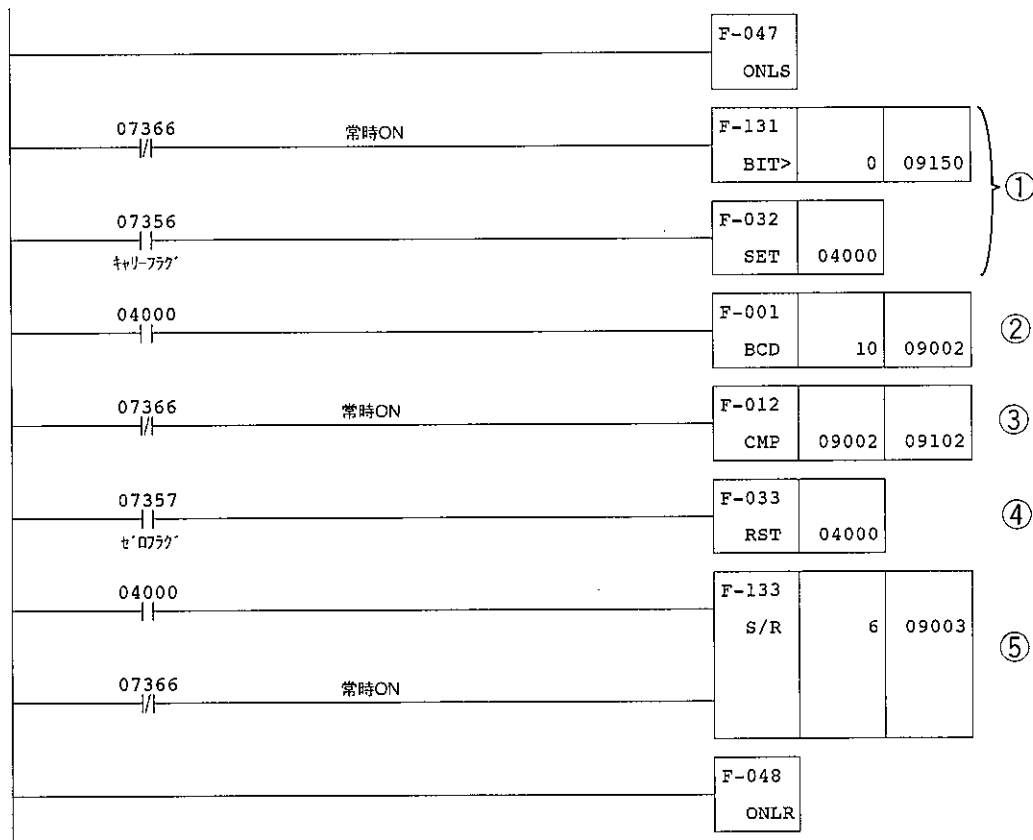 F-047
ONLS
07366 常時ON
F-131
BIT> 0 09150
①
07356
キャリーフラグ
F-032
SET 04000
04000
F-001
BCD 10 09002
②
07366 常時ON
F-012
CMP 09002 09102
③
07357
ゼロフラグ
F-033
RST 04000
④
04000
F-133
S/R 6 09003
⑤
07366 常時ON
F-048
ONLR